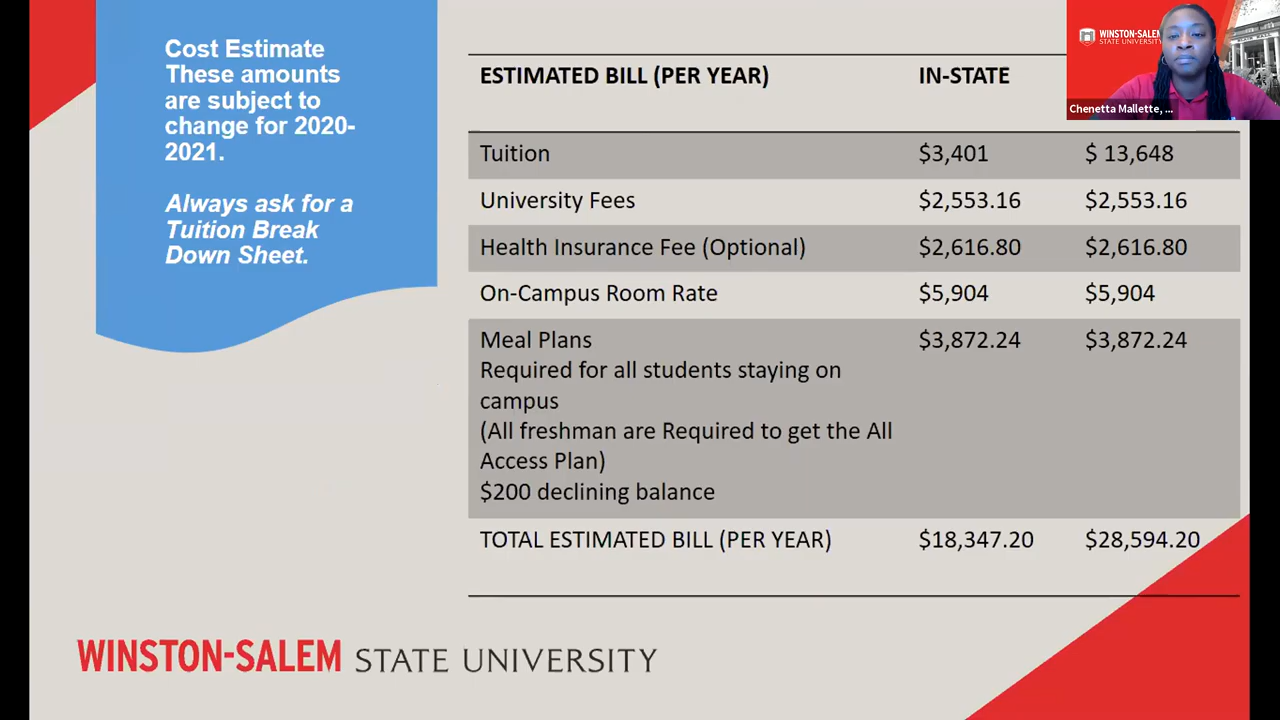 Cost Estimate
These amounts
are subject to
change for 2020-
2021.
Always ask for a
Tuition Break
Down Sheet.
ESTIMATED BILL (PER YEAR) IN-STATE
Tuition $3,401 $ 13,648
University Fees $2,553.16 $2,553.16
Health Insurance Fee (Optional) $2,616.80 $2,616.80
On-Campus Room Rate $5,904 $5,904
Meal Plans $3,872.24 $3,872.24
Required for all students staying on
campus
(All freshman are Required to get the All
Access Plan)
$200 declining balance
TOTAL ESTIMATED BILL (PER YEAR) $18,347.20 $28,594.20
WINSTON-SALEM STATE UNIVERSITY
WINSTON-SALEM
STATE UNIVERSITY
Chenetta Mallette, ...